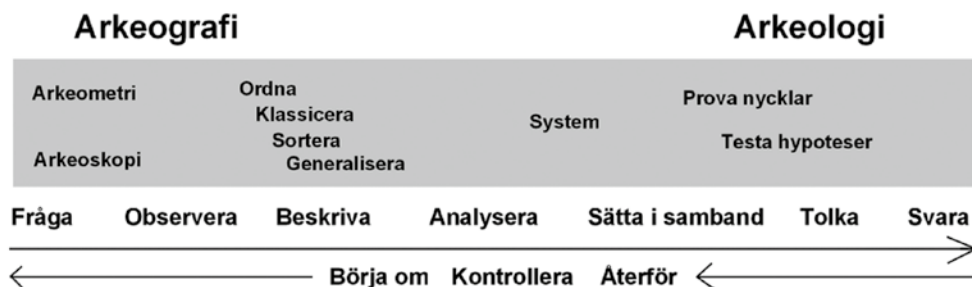 Arkeografi Arkeologi
Arkeometri
Ordna
Klassicera
Sortera
Generalisera
Arkeoskopi
System
Prova nycklar
Testa hypoteser
Fråga Observera Beskriva Analysera Sätta i samband Tolka Svara
Börja om Kontrollera Återför